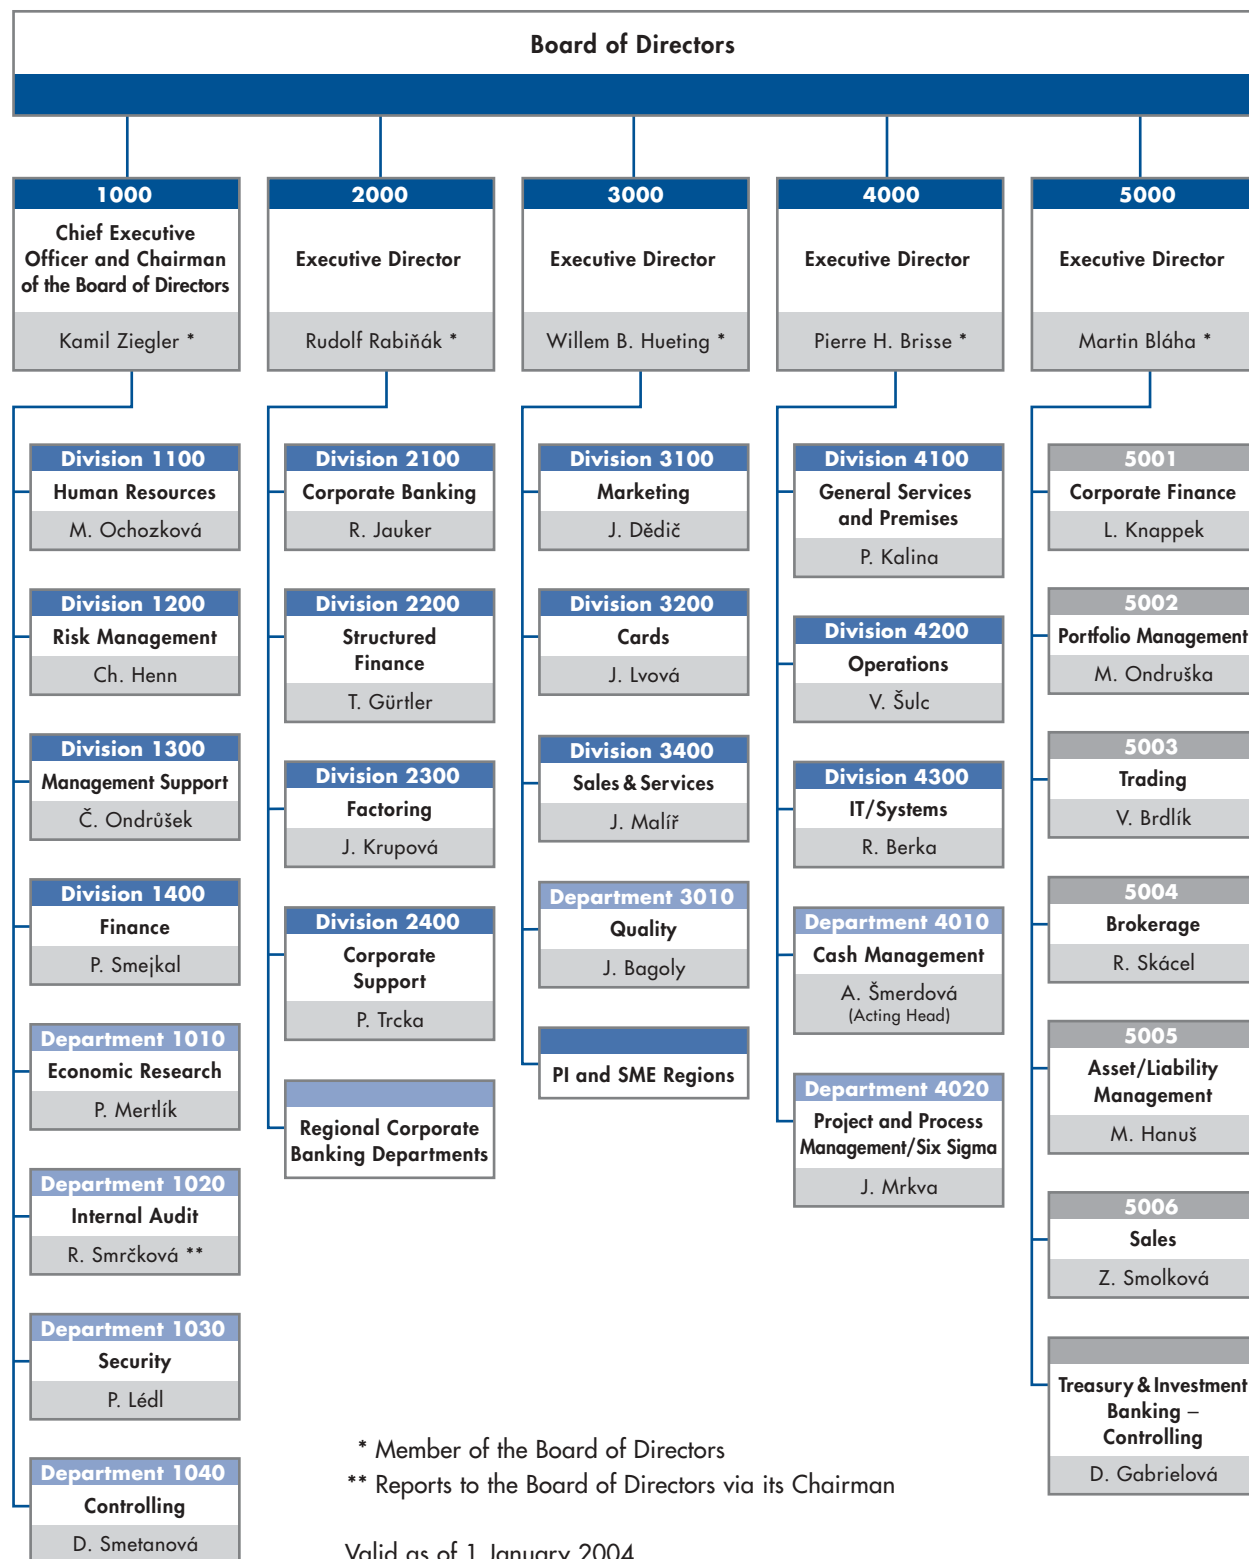 Board of Directors
1000
Chief Executive
Officer and Chairman
of the Board of Directors
Kamil Ziegler *
2000
Executive Director
Rudolf Rabiňák *
3000
Executive Director
Willem B. Hueting *
4000
Executive Director
Pierre H. Brisse *
5000
Executive Director
Martin Bláha *
Division 1100
Human Resources
M. Ochozková
Division 1200
Risk Management
Ch. Henn
Division 1300
Management Support
Č. Ondrůšek
Division 1400
Finance
P. Smejkal
Department 1010
Economic Research
P. Mertlík
Department 1020
Internal Audit
R. Smrčková **
Department 1030
Security
P. Lédl
Department 1040
Controlling
D. Smetanová
Division 2100
Corporate Banking
R. Jauker
Division 2200
Structured
Finance
T. Gürtler
Division 2300
Factoring
J. Krupová
Division 2400
Corporate
Support
P. Trcka
Regional Corporate
Banking Departments
Division 3100
Marketing
J. Dědič
Division 3200
Cards
J. Lvová
Division 3400
Sales & Services
J. Malíř
Department 3010
Quality
J. Bagoly
PI and SME Regions
Division 4100
General Services
and Premises
P. Kalina
Division 4200
Operations
V. Šulc
Division 4300
IT/Systems
R. Berka
Department 4010
Cash Management
A. Šmerdová
(Acting Head)
Department 4020
Project and Process
Management/Six Sigma
J. Mrkva
5001
Corporate Finance
L. Knappek
5002
Portfolio Management
M. Ondruška
5003
Trading
V. Brdlík
5004
Brokerage
R. Skácel
5005
Asset/Liability
Management
M. Hanuš
5006
Sales
Z. Smolková
Treasury & Investment
Banking –
Controlling
D. Gabrielová
* Member of the Board of Directors
** Reports to the Board of Directors via its Chairman
Valid as of 1 January 2004